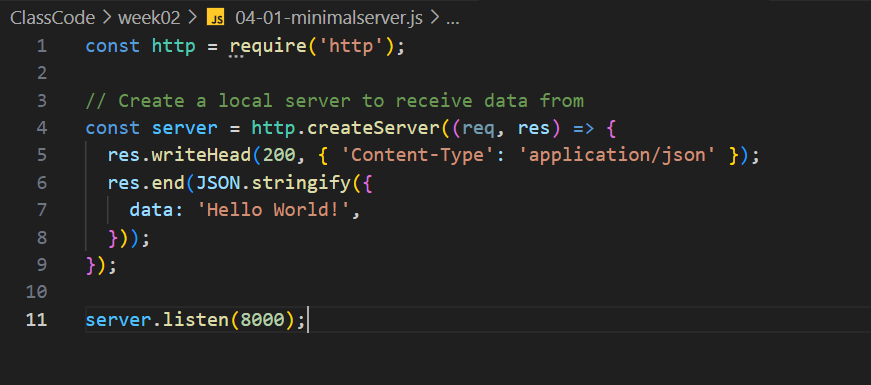 ClassCode > week02 > JS 04-01-minimalserver.js > ...
1 const http = require('http');
2
3 // Create a local server to receive data from
4 const server = http.createServer((req, res) => {
5   res.writeHead(200, { 'Content-Type': 'application/json' });
6   res.end(JSON.stringify({
7     data: 'Hello World!',
8   }));
9 });
10
11 server.listen(8000);